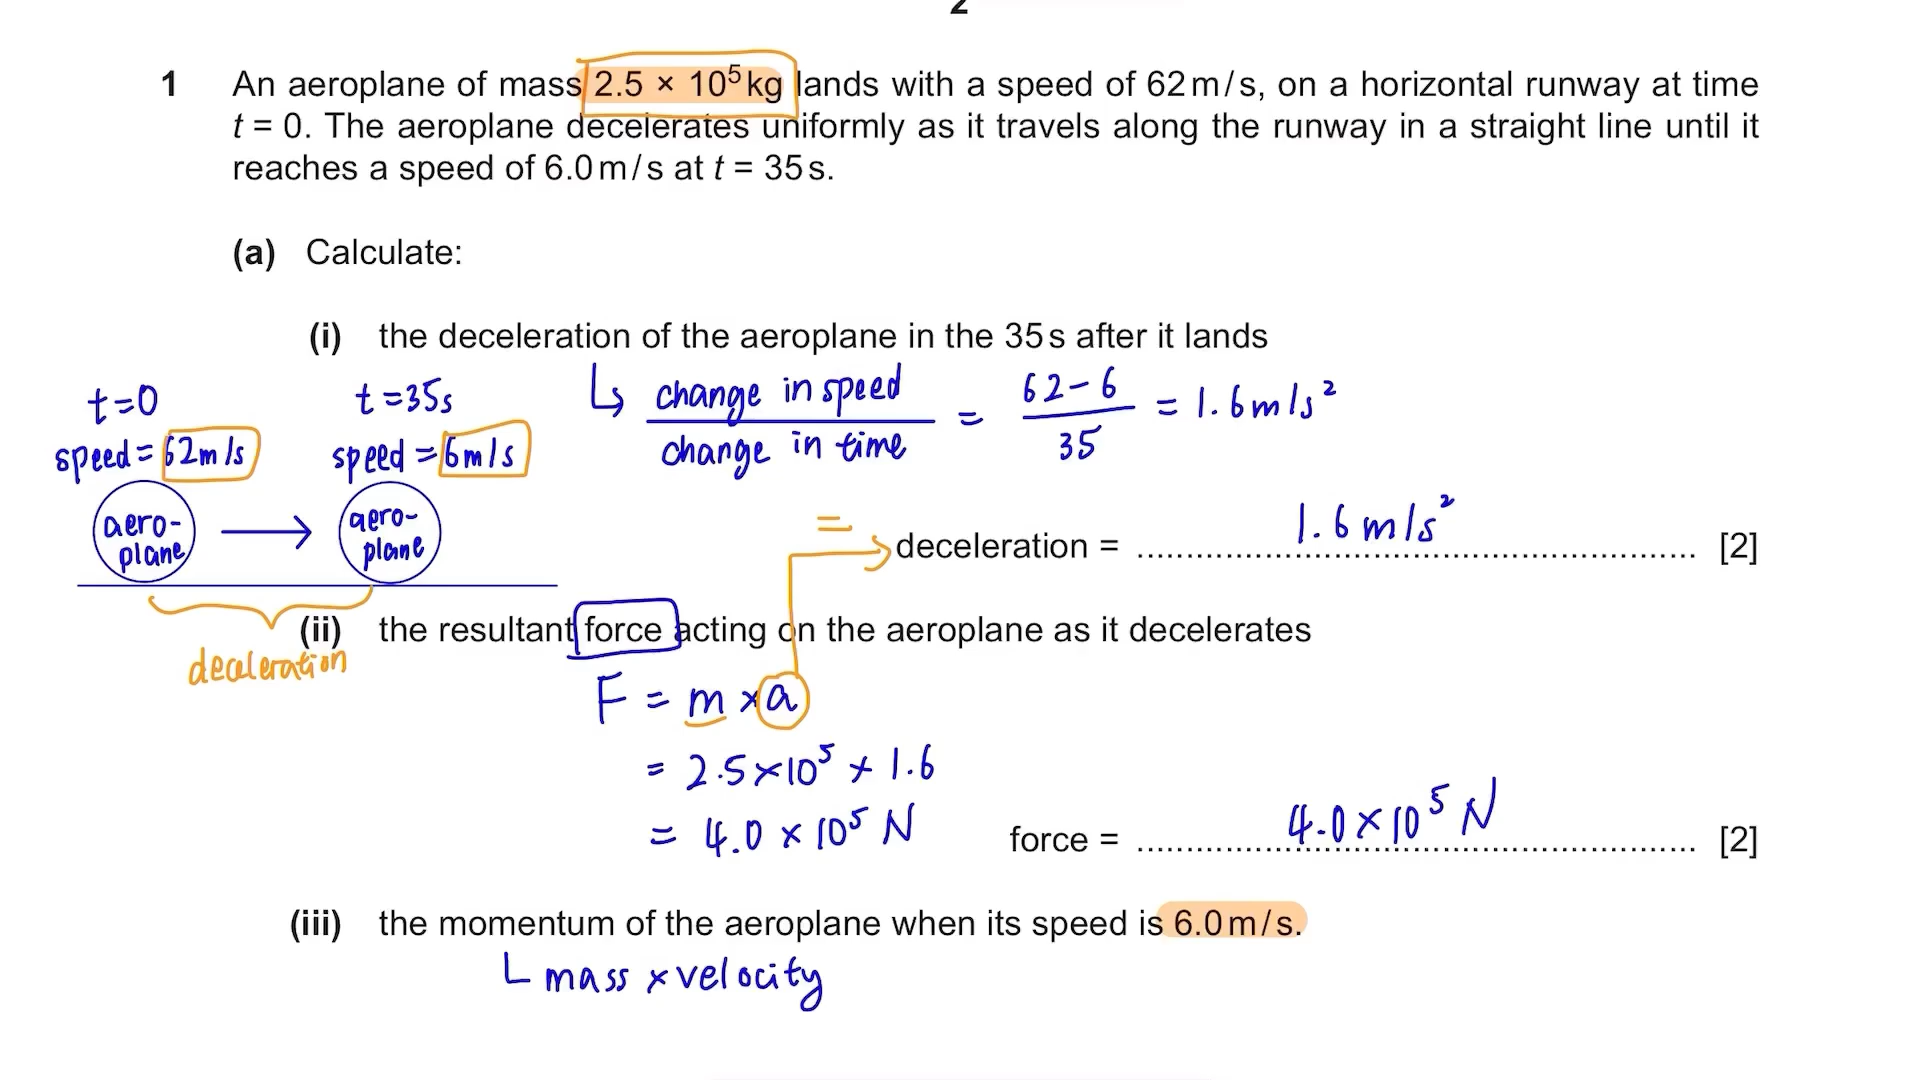 2
1 An aeroplane of mass 2.5 × 10⁵ kg lands with a speed of 62 m/s, on a horizontal runway at time
t = 0. The aeroplane decelerates uniformly as it travels along the runway in a straight line until it
reaches a speed of 6.0 m/s at t = 35 s.
(a) Calculate:
(i) the deceleration of the aeroplane in the 35 s after it lands
t=0
speed = 62m/s
aero-
plane
t=35s
speed = 6m/s
aero-
plane
deceleration
↳ change in speed / change in time = 62-6 / 35 = 1.6m/s²
= deceleration = 1.6m/s² [2]
(ii) the resultant force acting on the aeroplane as it decelerates
F = m × a
= 2.5×10⁵ × 1.6
= 4.0 × 10⁵ N
force = 4.0×10⁵ N [2]
(iii) the momentum of the aeroplane when its speed is 6.0 m/s.
mass × velocity